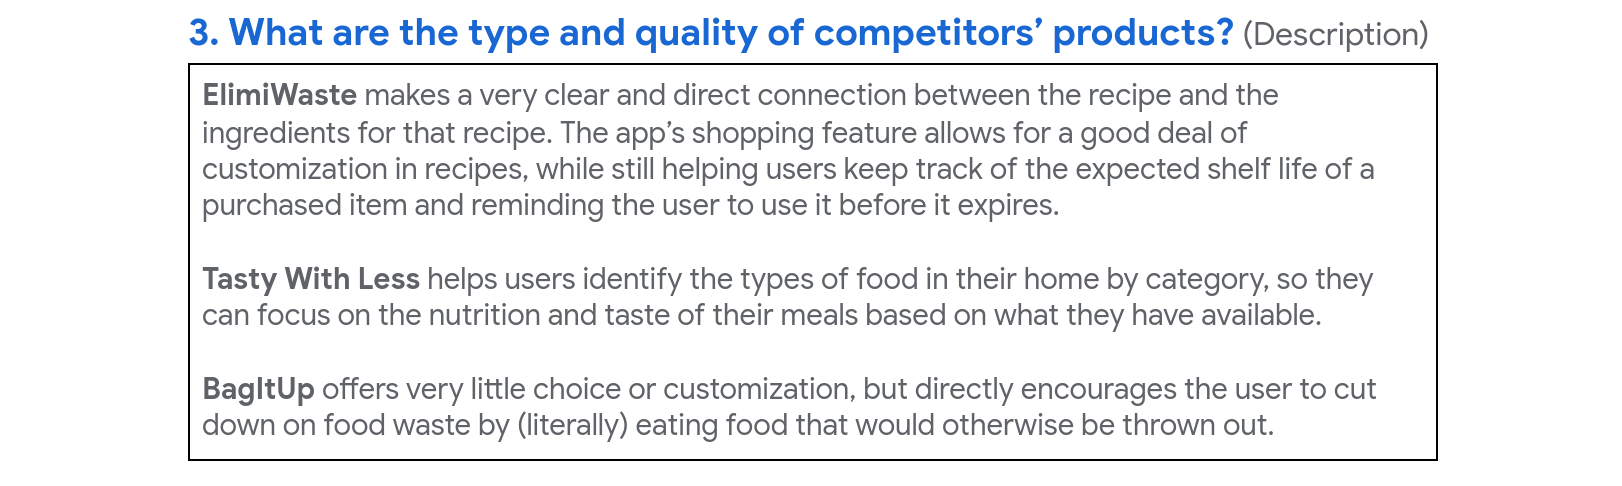 3. What are the type and quality of competitors’ products? (Description)
ElimiWaste makes a very clear and direct connection between the recipe and the
ingredients for that recipe. The app’s shopping feature allows for a good deal of
customization in recipes, while still helping users keep track of the expected shelf life of a
purchased item and reminding the user to use it before it expires.
Tasty With Less helps users identify the types of food in their home by category, so they
can focus on the nutrition and taste of their meals based on what they have available.
BagItUp offers very little choice or customization, but directly encourages the user to cut
down on food waste by (literally) eating food that would otherwise be thrown out.